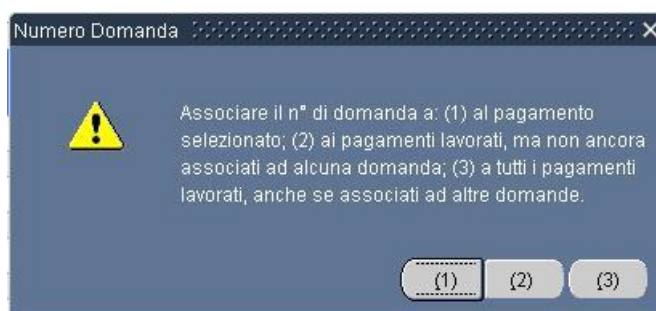 Numero Domanda
Associare il n° di domanda a: (1) al pagamento
selezionato; (2) ai pagamenti lavorati, ma non ancora
associati ad alcuna domanda; (3) a tutti i pagamenti
lavorati, anche se associati ad altre domande.
(1) (2) (3)